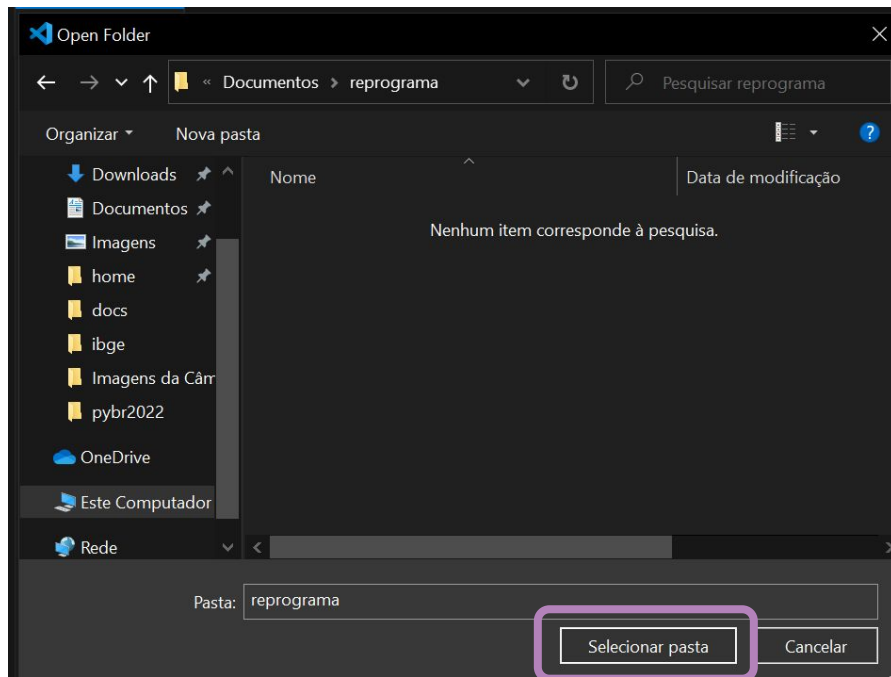 Open Folder
« Documentos > reprograma
Pesquisar reprograma
Organizar
Nova pasta
Downloads
Documentos
Imagens
home
docs
ibge
Imagens da Câm
pybr2022
OneDrive
Este Computador
Rede
Nome
Data de modificação
Nenhum item corresponde à pesquisa.
Pasta: reprograma
Selecionar pasta
Cancelar